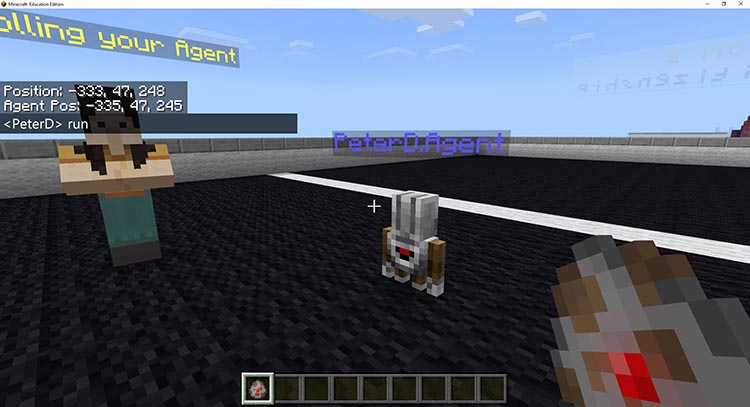 Minecraft: Education Edition
olling your Agent
Position: -333, 47, 248
Agent Pos: -335, 47, 245
<PeterD> run
PeterD.Agent